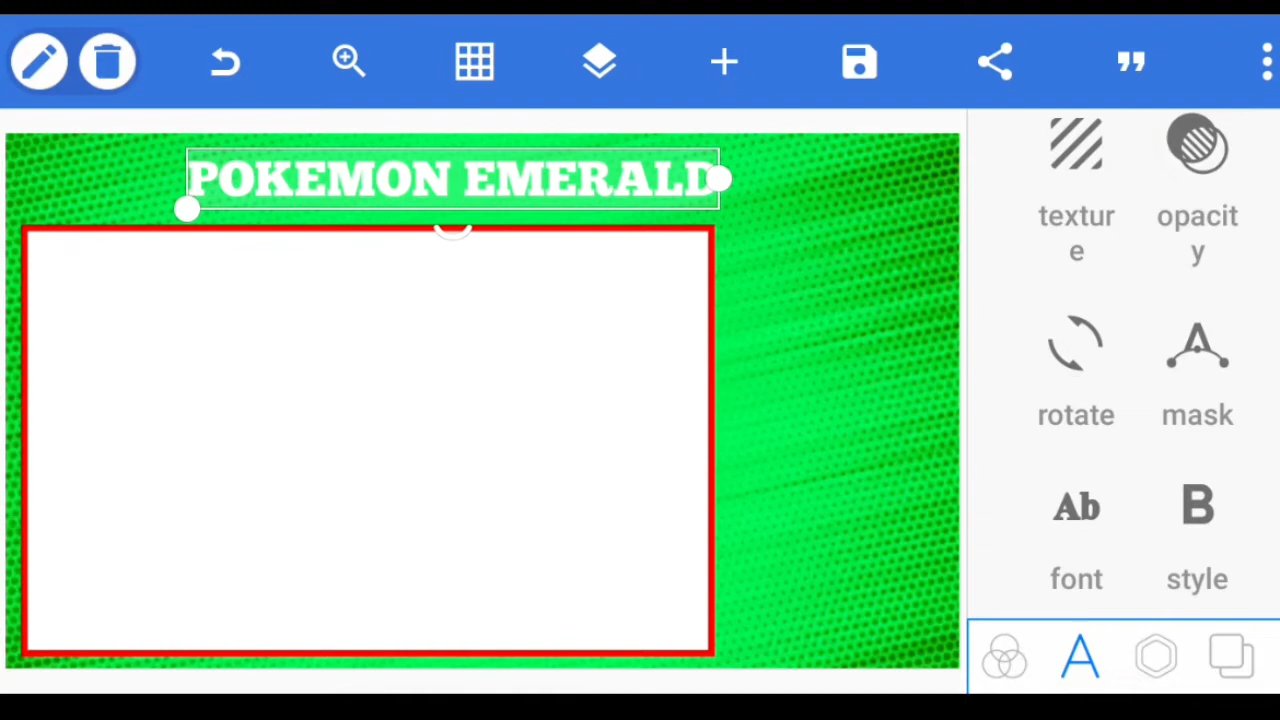 POKEMON EMERALD
textur
e
opacit
y
rotate
mask
Ab
B
font
style
A